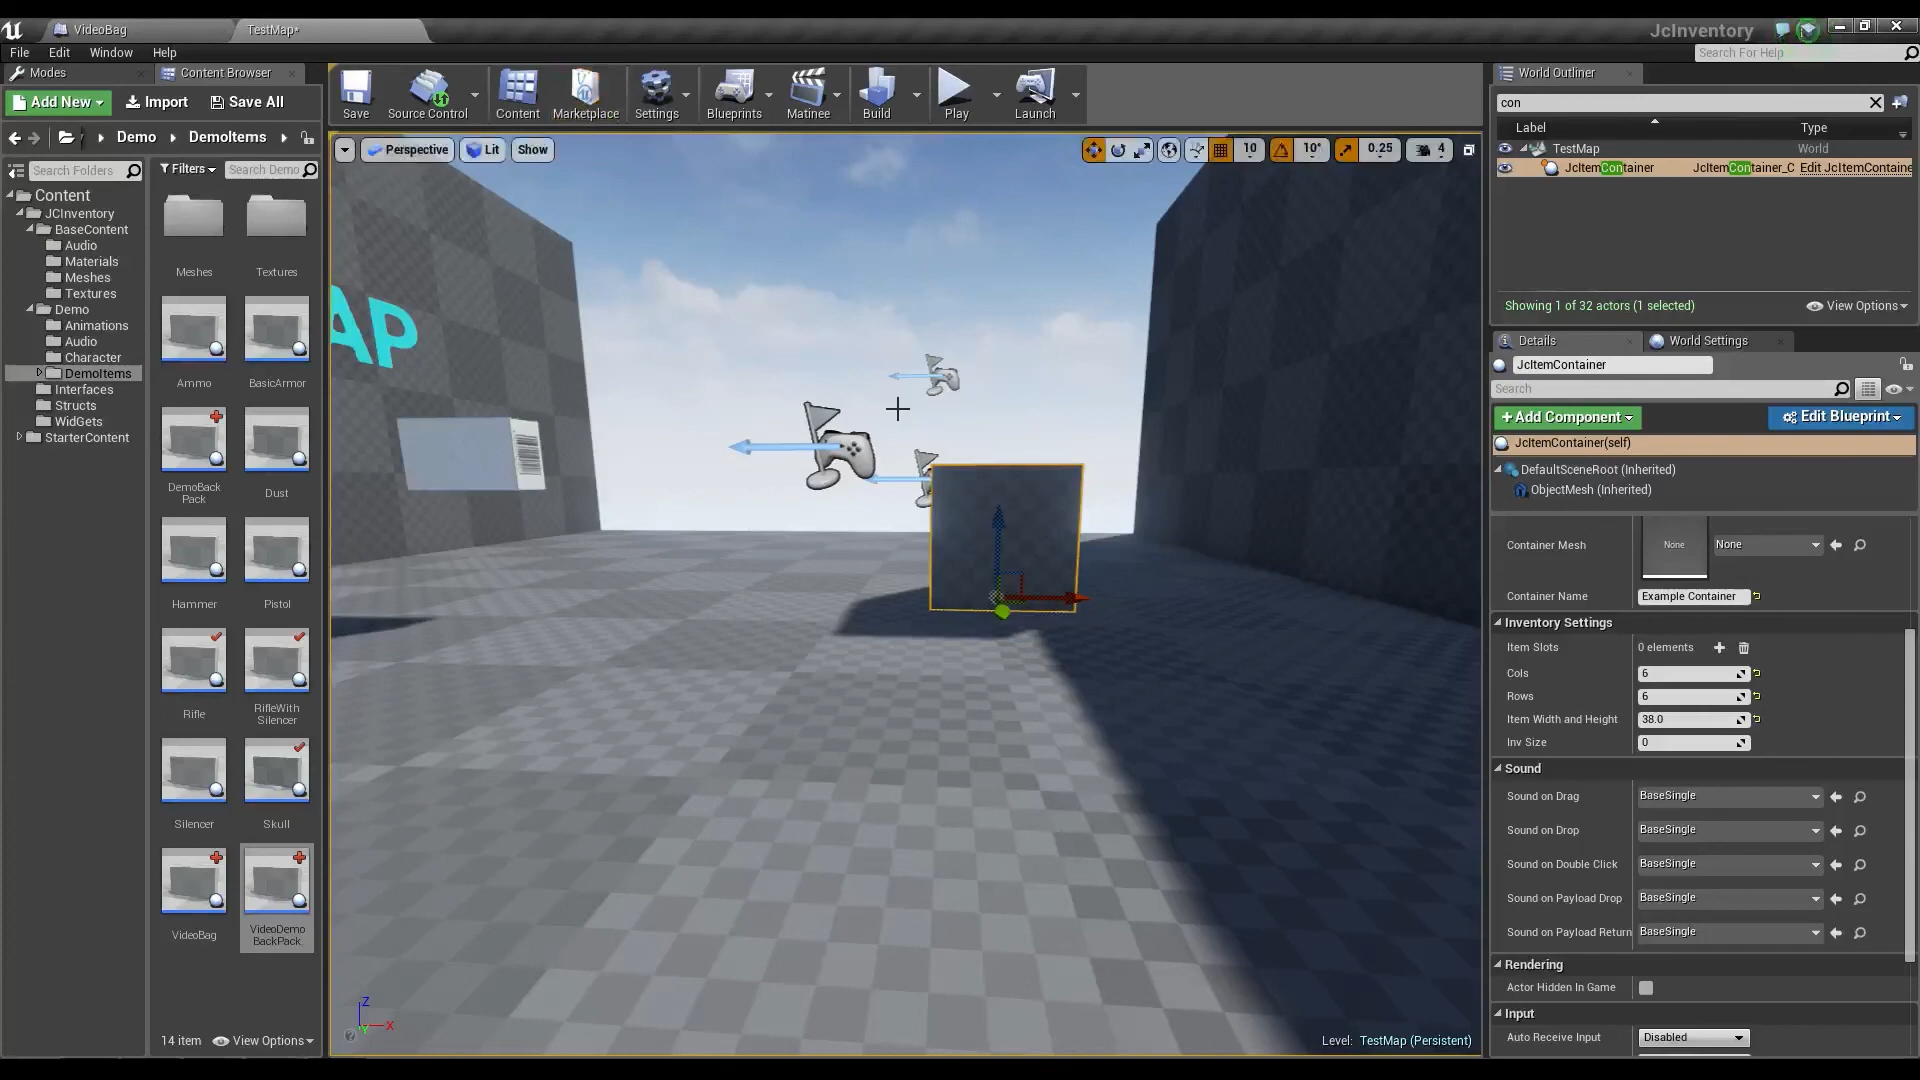 VideoBag
TestMap*
JcInventory
File
Edit
Window
Help
Search For Help
Modes
Content Browser
Add New
Import
Save All
Demo
DemoItems
Search Folders
Filters
Search Demo
Content
JCInventory
BaseContent
Audio
Materials
Meshes
Textures
Demo
Animations
Audio
Character
DemoItems
Interfaces
Structs
WidGets
StarterContent
Meshes
Textures
Ammo
BasicArmor
DemoBack
Pack
Dust
Hammer
Pistol
Rifle
RifleWith
Silencer
Silencer
Skull
VideoBag
VideoDemo
BackPack
14 item
View Options
Save
Source Control
Content
Marketplace
Settings
Blueprints
Matinee
Build
Play
Launch
Perspective
Lit
Show
10
10°
0.25
4
AP
Z
X
Y
Level: TestMap (Persistent)
World Outliner
con
Label
Type
TestMap
World
JcItemContainer
JcItemContainer_C
Edit JcItemContaine
Showing 1 of 32 actors (1 selected)
View Options
Details
World Settings
JcItemContainer
Search
+Add Component
Edit Blueprint
JcItemContainer(self)
DefaultSceneRoot (Inherited)
ObjectMesh (Inherited)
Container Mesh
None
None
Container Name
Example Container
Inventory Settings
Item Slots
0 elements
Cols
6
Rows
6
Item Width and Height
38.0
Inv Size
0
Sound
Sound on Drag
BaseSingle
Sound on Drop
BaseSingle
Sound on Double Click
BaseSingle
Sound on Payload Drop
BaseSingle
Sound on Payload Return
BaseSingle
Rendering
Actor Hidden In Game
Input
Auto Receive Input
Disabled